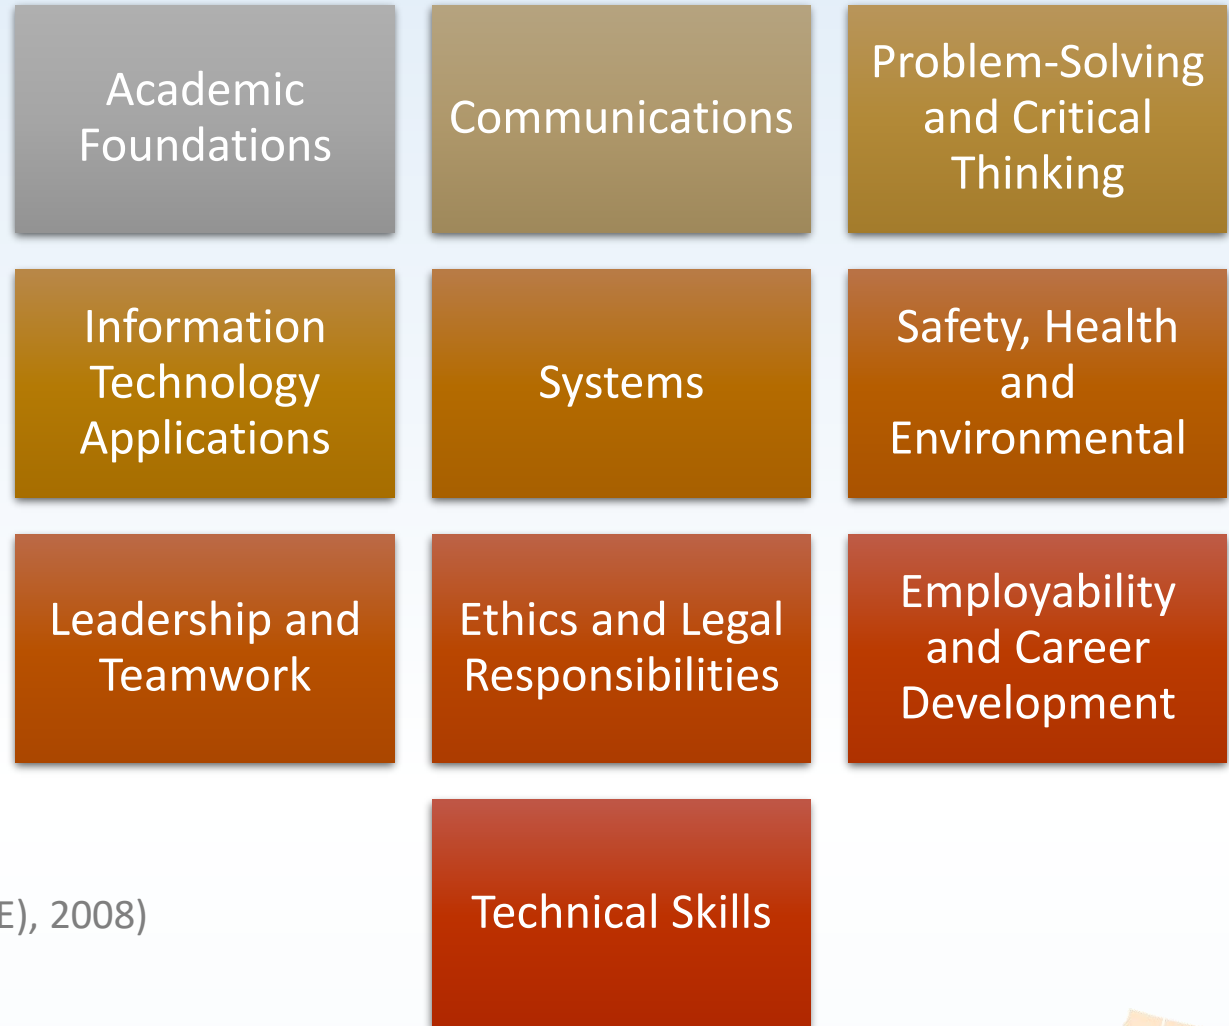 Academic
Foundations
Communications
Problem-Solving
and Critical
Thinking
Information
Technology
Applications
Systems
Safety, Health
and
Environmental
Leadership and
Teamwork
Ethics and Legal
Responsibilities
Employability
and Career
Development
E), 2008)
Technical Skills